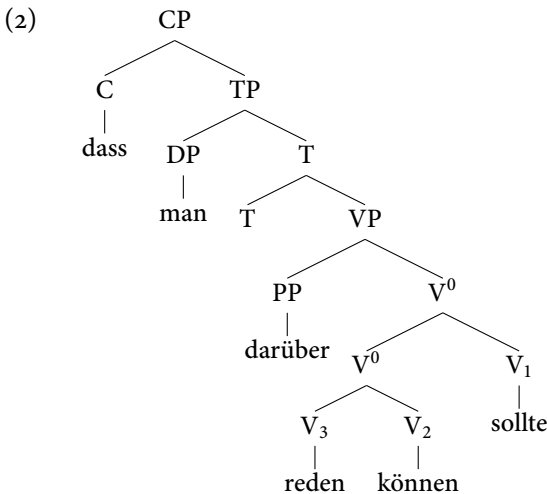 (2) CP
C TP
dass DP T
man T VP
PP V⁰
darüber V⁰ V₁
V₃ V₂ sollte
reden können